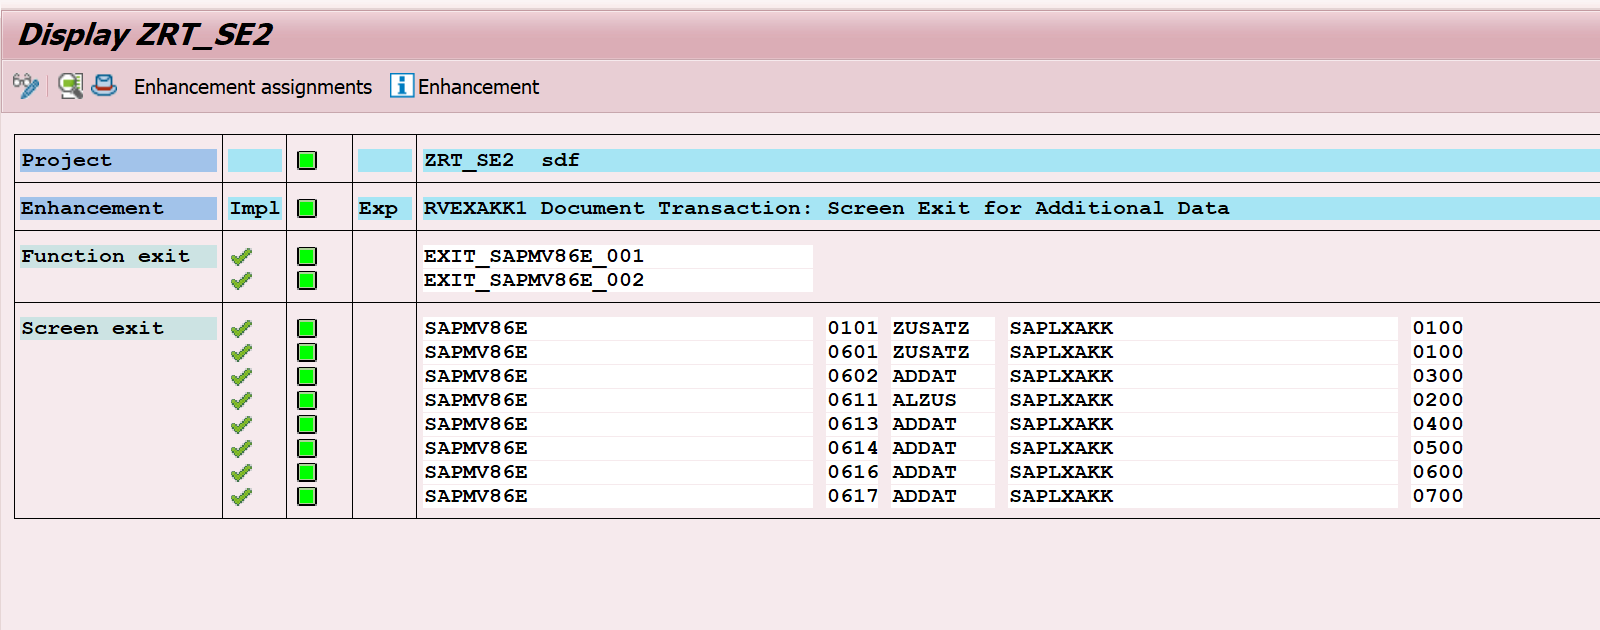 Display ZRT_SE2
Enhancement assignments Enhancement
Project ZRT_SE2 sdf
Enhancement Impl Exp RVEXAKK1 Document Transaction: Screen Exit for Additional Data
Function exit EXIT_SAPMV86E_001
EXIT_SAPMV86E_002
Screen exit SAPMV86E 0101 ZUSATZ SAPLXAKK 0100
SAPMV86E 0601 ZUSATZ SAPLXAKK 0100
SAPMV86E 0602 ADDAT SAPLXAKK 0300
SAPMV86E 0611 ALZUS SAPLXAKK 0200
SAPMV86E 0613 ADDAT SAPLXAKK 0400
SAPMV86E 0614 ADDAT SAPLXAKK 0500
SAPMV86E 0616 ADDAT SAPLXAKK 0600
SAPMV86E 0617 ADDAT SAPLXAKK 0700